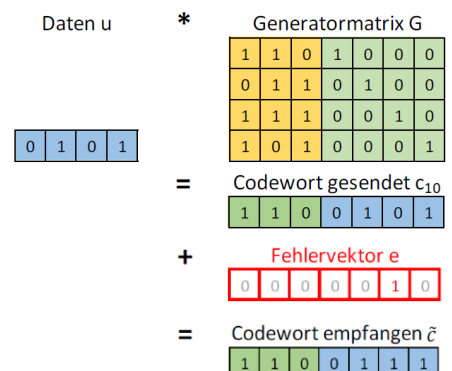 Daten u * Generatormatrix G
1 1 0 1 0 0 0
0 1 1 0 1 0 0
1 1 1 0 0 1 0
0 1 0 1 1 0 1 0 0 0 1
= Codewort gesendet c₁₀
1 1 0 0 1 0 1
+ Fehlervektor e
0 0 0 0 0 1 0
= Codewort empfangen c̃
1 1 0 0 1 1 1